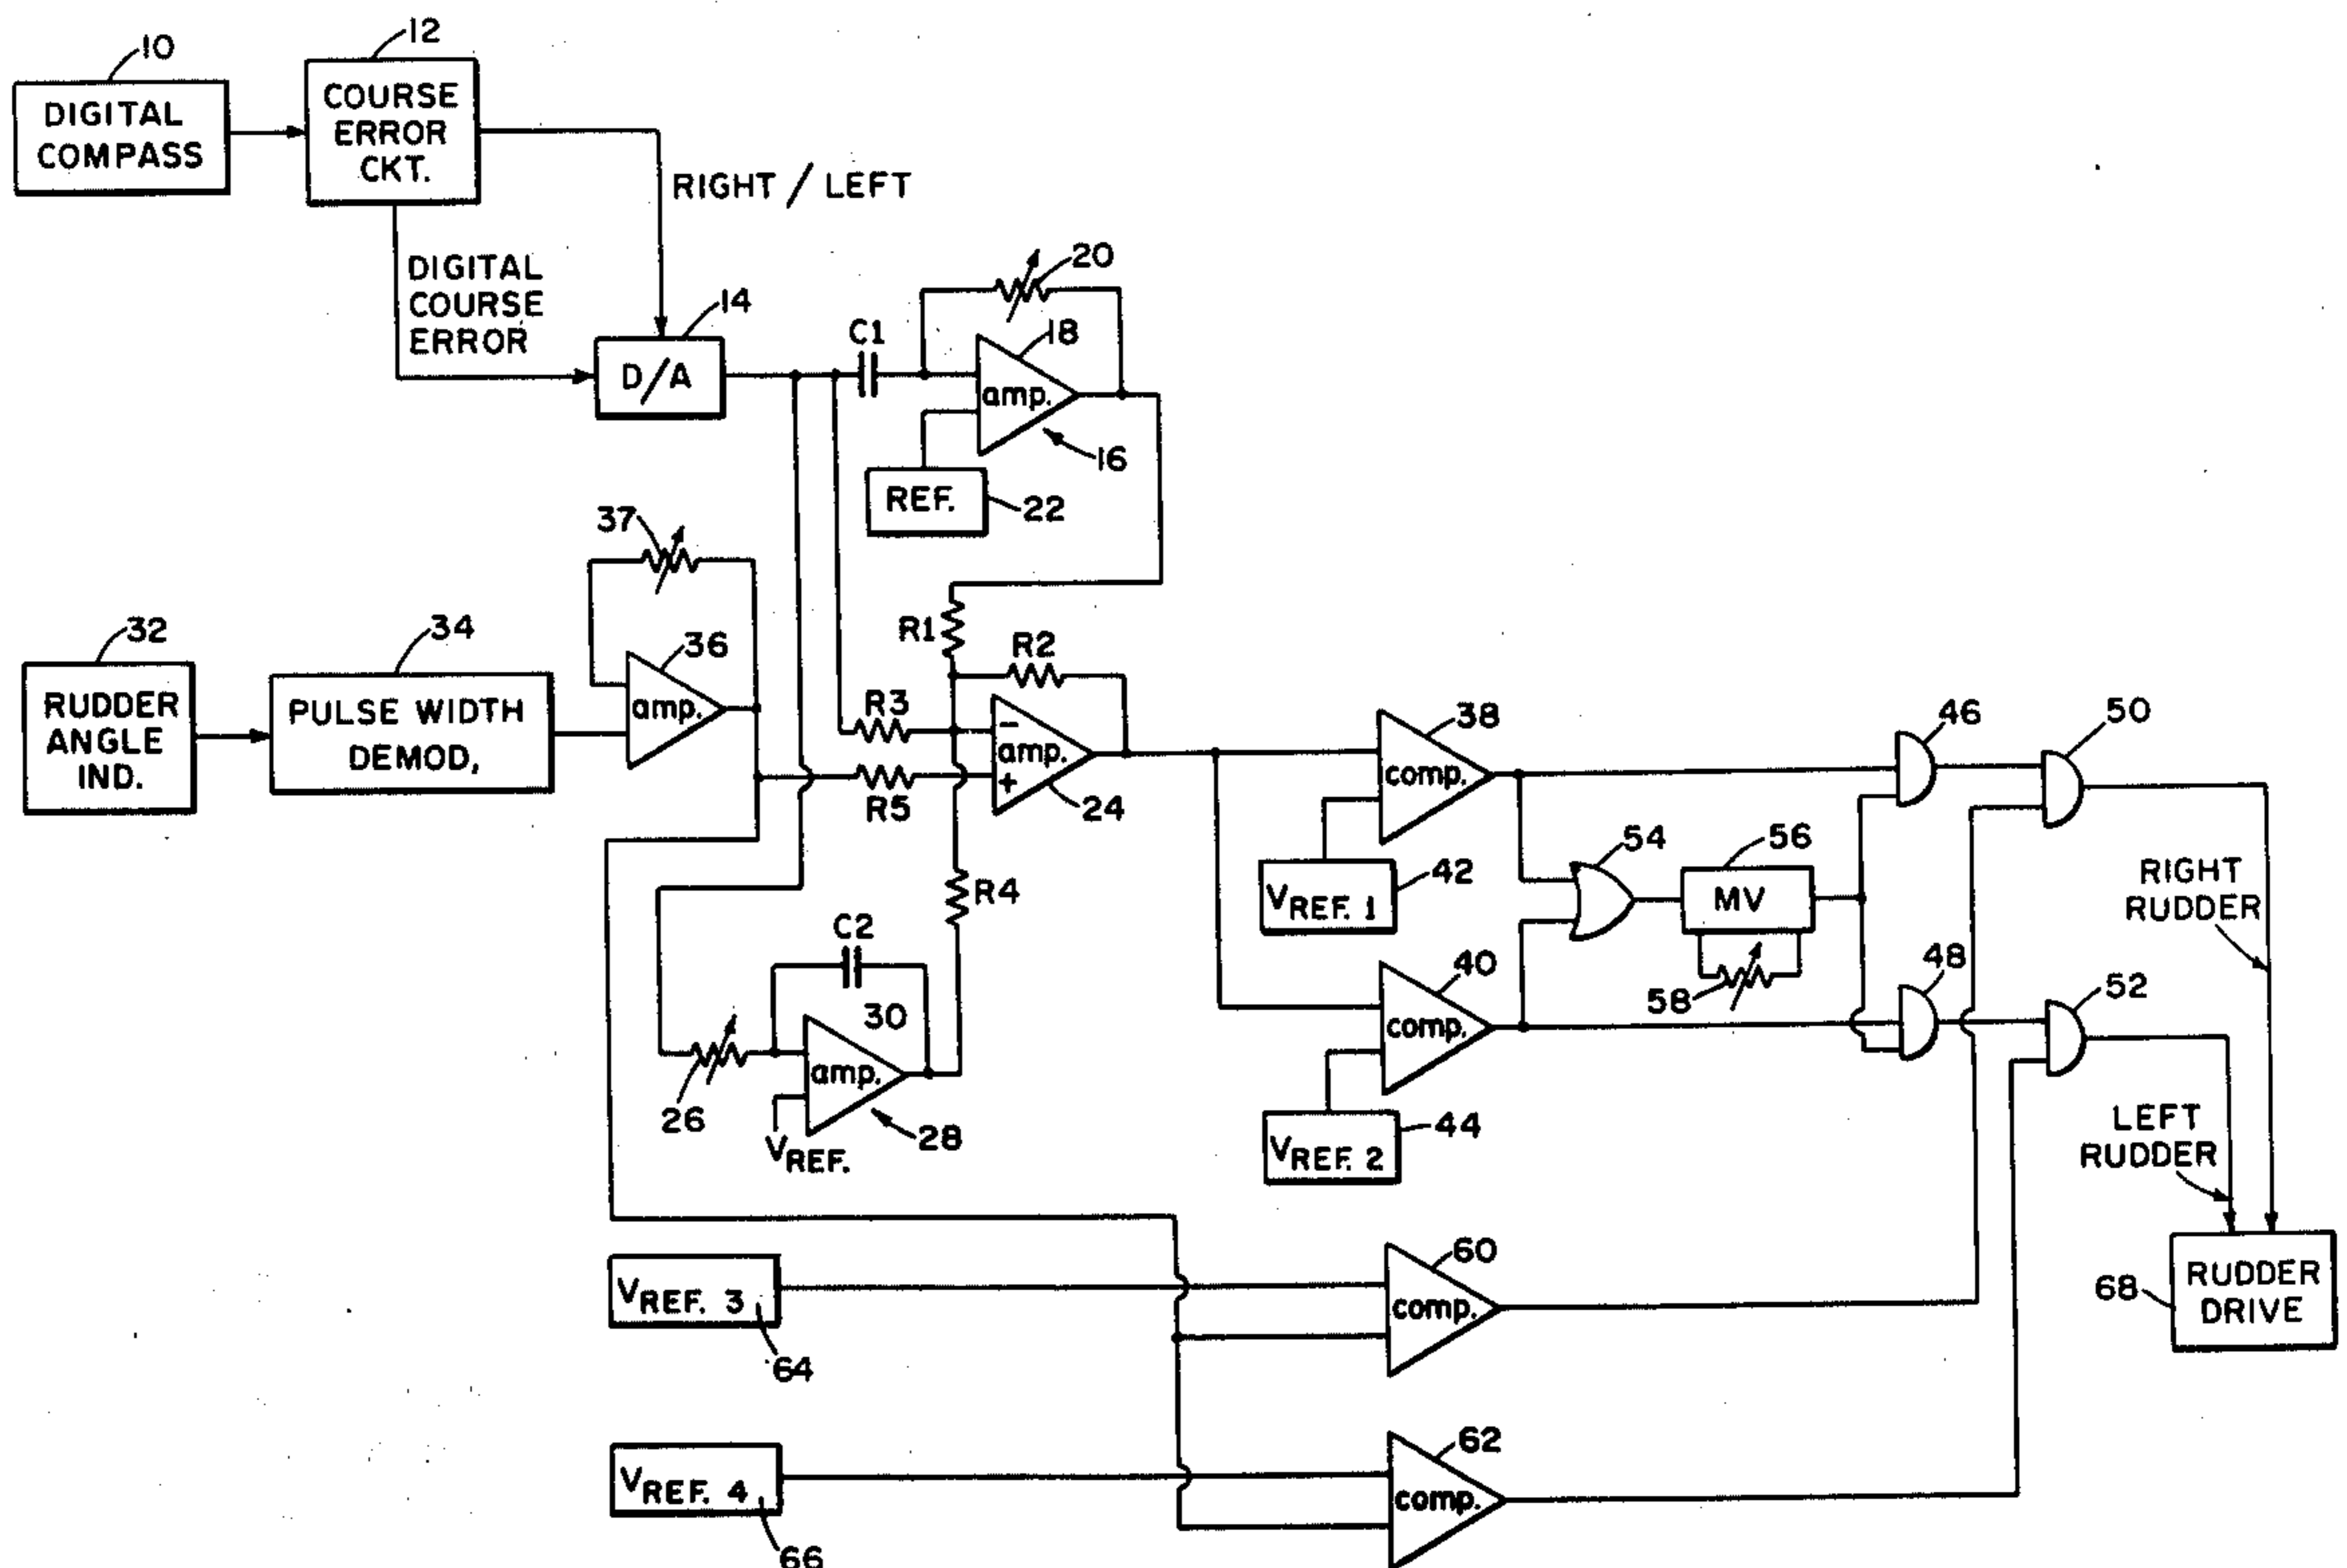 10
12
DIGITAL
COMPASS
COURSE
ERROR
CKT.
RIGHT / LEFT
DIGITAL
COURSE
ERROR
14
D/A
C1
20
18
amp.
16
REF.
22
37
32
34
36
RUDDER
ANGLE
IND.
PULSE WIDTH
DEMOD,
amp.
R1
R2
R3
R5
amp.
24
R4
C2
30
26
amp.
VREF.
28
38
comp.
VREF. 1
42
40
comp.
VREF. 2
44
54
56
MV
58
46
50
48
52
RIGHT
RUDDER
LEFT
RUDDER
VREF. 3
64
60
comp.
68
RUDDER
DRIVE
VREF. 4
66
62
comp.